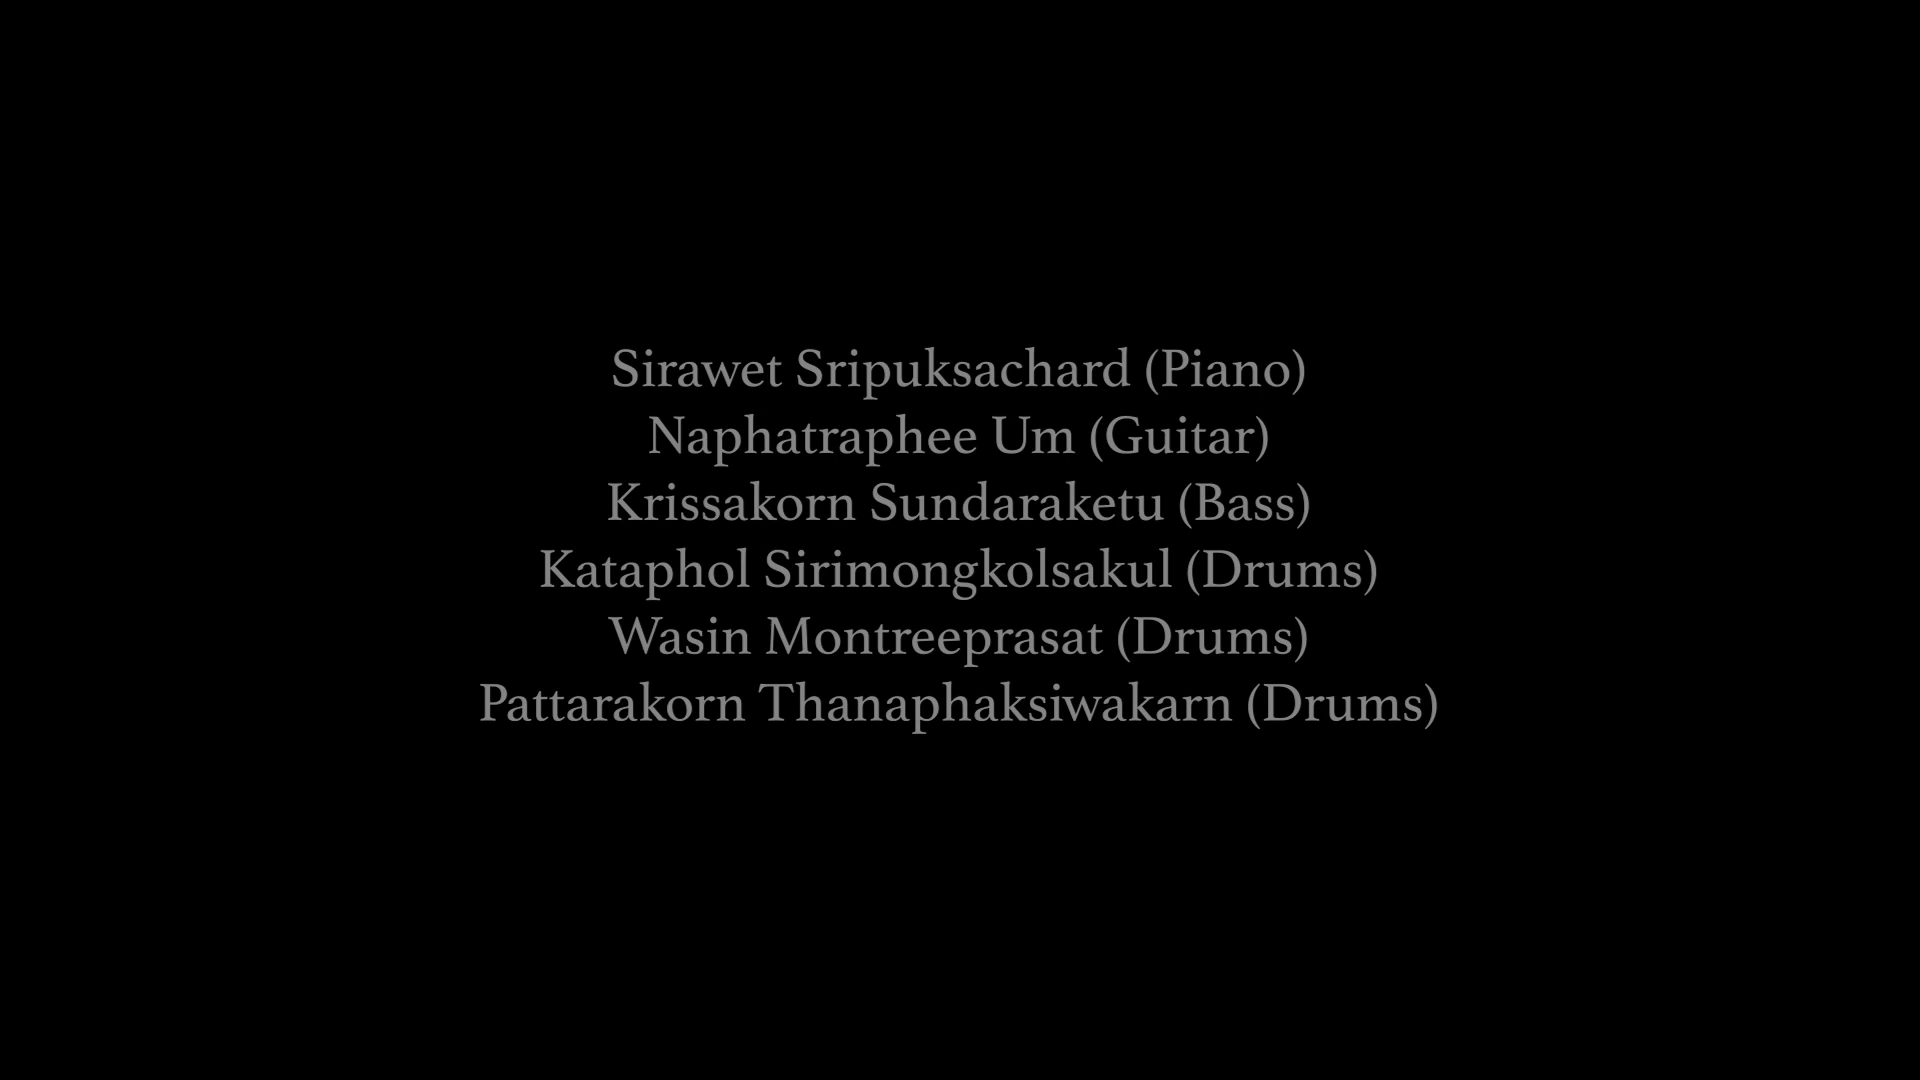 Sirawet Sripuksachard (Piano)
Naphatraphee Um (Guitar)
Krissakorn Sundaraketu (Bass)
Kataphol Sirimongkolsakul (Drums)
Wasin Montreeprasat (Drums)
Pattarakorn Thanaphaksiwakarn (Drums)